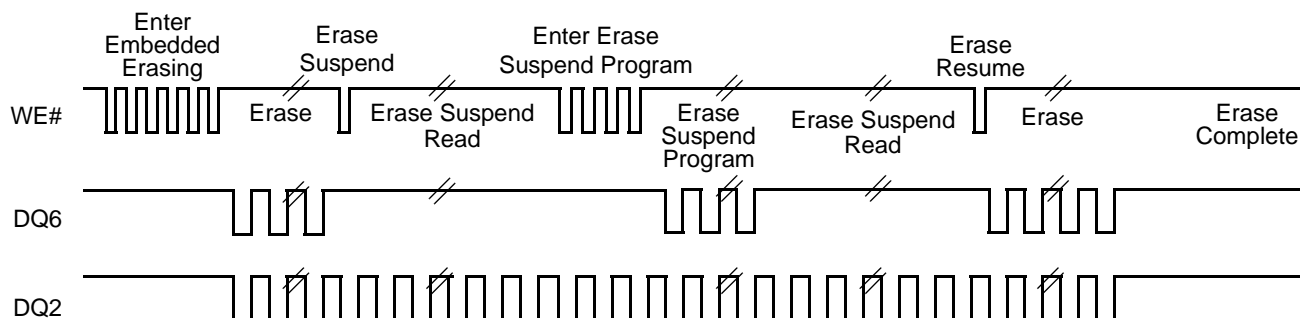 Enter
Embedded
Erasing
Erase
Suspend
Enter Erase
Suspend Program
Erase
Resume
WE#
Erase
Erase Suspend
Read
Erase
Suspend
Program
Erase Suspend
Read
Erase
Erase
Complete
DQ6
DQ2